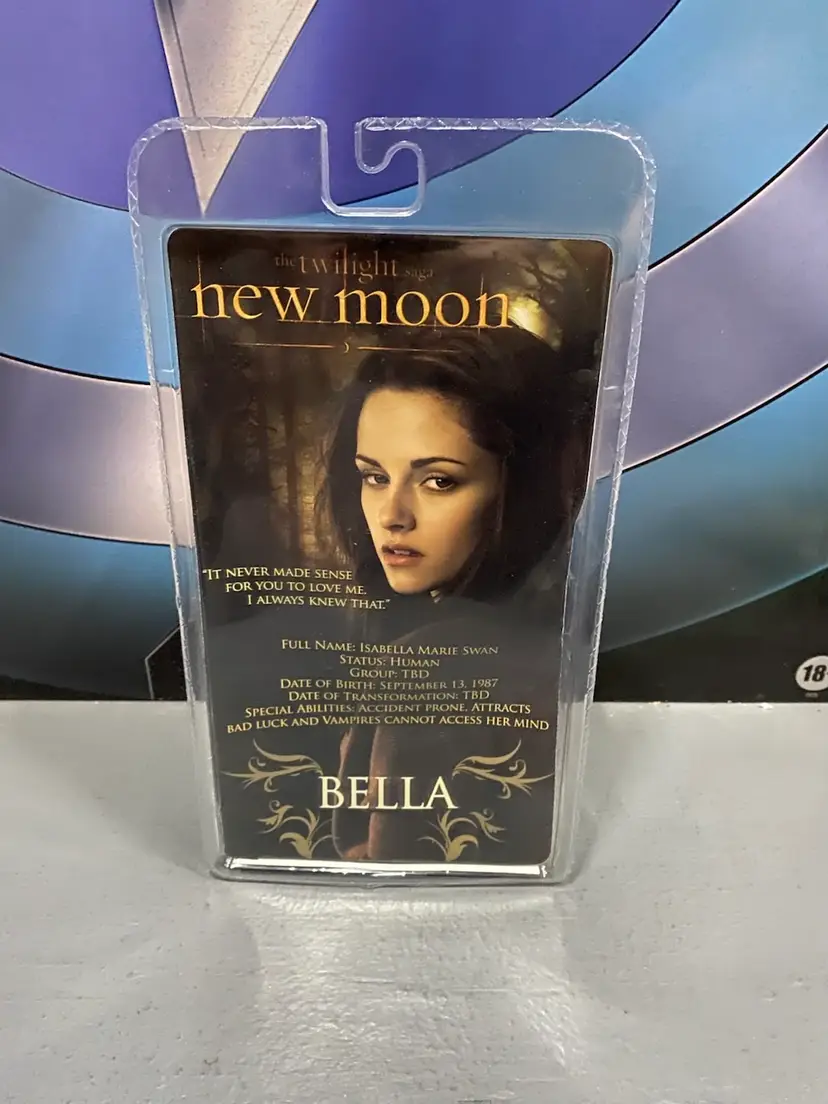 the twilight saga
new moon
"It never made sense
for you to love me.
I always knew that."
Full Name: Isabella Marie Swan
Status: Human
Group: TBD
Date of Birth: September 13, 1987
Date of Transformation: TBD
Special Abilities: Accident prone, attracts
bad luck and Vampires cannot access her mind
BELLA
18